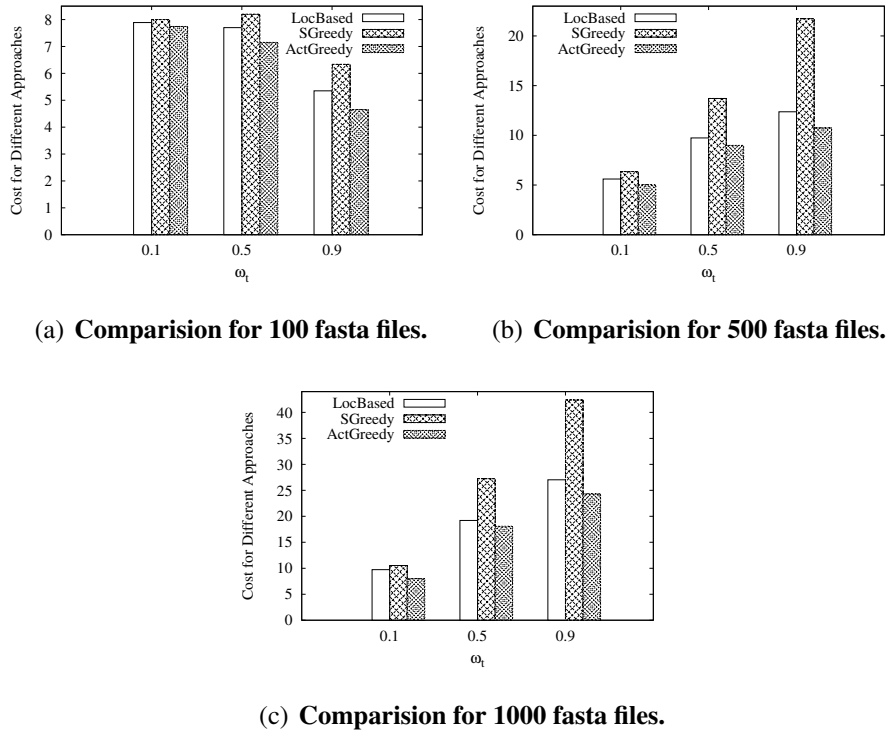 Cost for Different Approaches
8
7
6
5
4
3
2
1
0
LocBased
SGreedy
ActGreedy
0.1 0.5 0.9
ωt
(a) Comparision for 100 fasta files.
Cost for Different Approaches
20
15
10
5
0
LocBased
SGreedy
ActGreedy
0.1 0.5 0.9
ωt
(b) Comparision for 500 fasta files.
Cost for Different Approaches
40
35
30
25
20
15
10
5
0
LocBased
SGreedy
ActGreedy
0.1 0.5 0.9
ωt
(c) Comparision for 1000 fasta files.